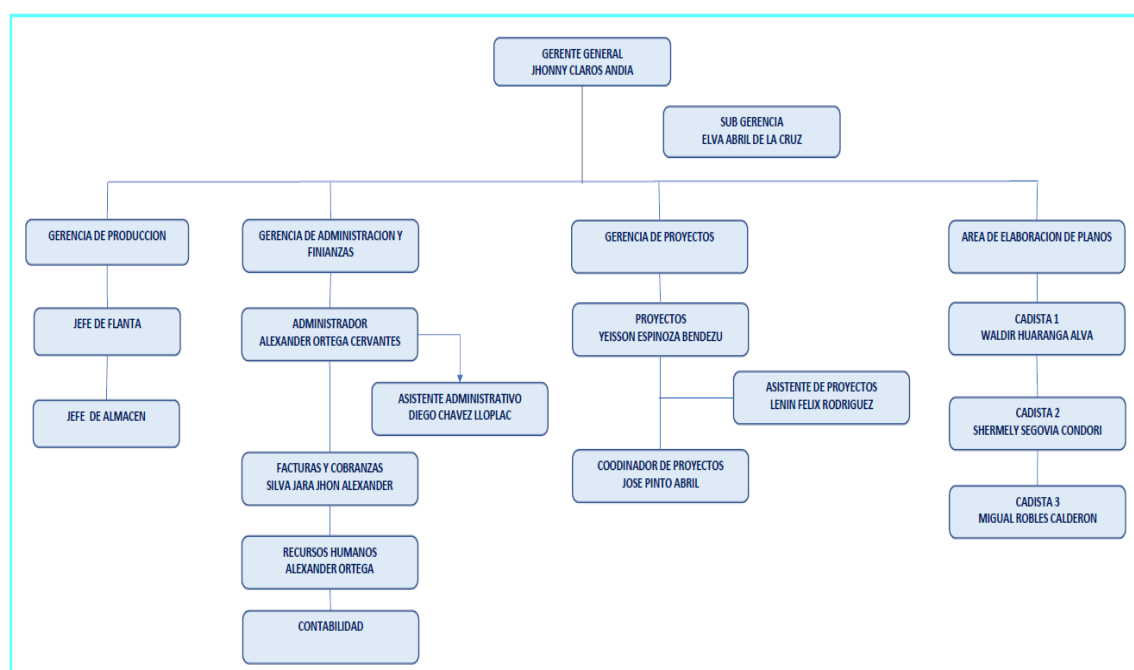 GERENTE GENERAL
JHONNY CLAROS ANDIA
SUB GERENCIA
ELVA ABRIL DE LA CRUZ
GERENCIA DE PRODUCCION
GERENCIA DE ADMINISTRACION Y
FINIANZAS
GERENCIA DE PROYECTOS
AREA DE ELABORACION DE PLANOS
JEFE DE FLANTA
ADMINISTRADOR
ALEXANDER ORTEGA CERVANTES
PROYECTOS
YEISSON ESPINOZA BENDEZU
CADISTA 1
WALDIR HUARANGA ALVA
JEFE DE ALMACEN
ASISTENTE ADMINISTRATIVO
DIEGO CHAVEZ LLOPLAC
ASISTENTE DE PROYECTOS
LENIN FELIX RODRIGUEZ
CADISTA 2
SHERMELY SEGOVIA CONDORI
FACTURAS Y COBRANZAS
SILVA JARA JHON ALEXANDER
COODINADOR DE PROYECTOS
JOSE PINTO ABRIL
CADISTA 3
MIGUAL ROBLES CALDERON
RECURSOS HUMANOS
ALEXANDER ORTEGA
CONTABILIDAD